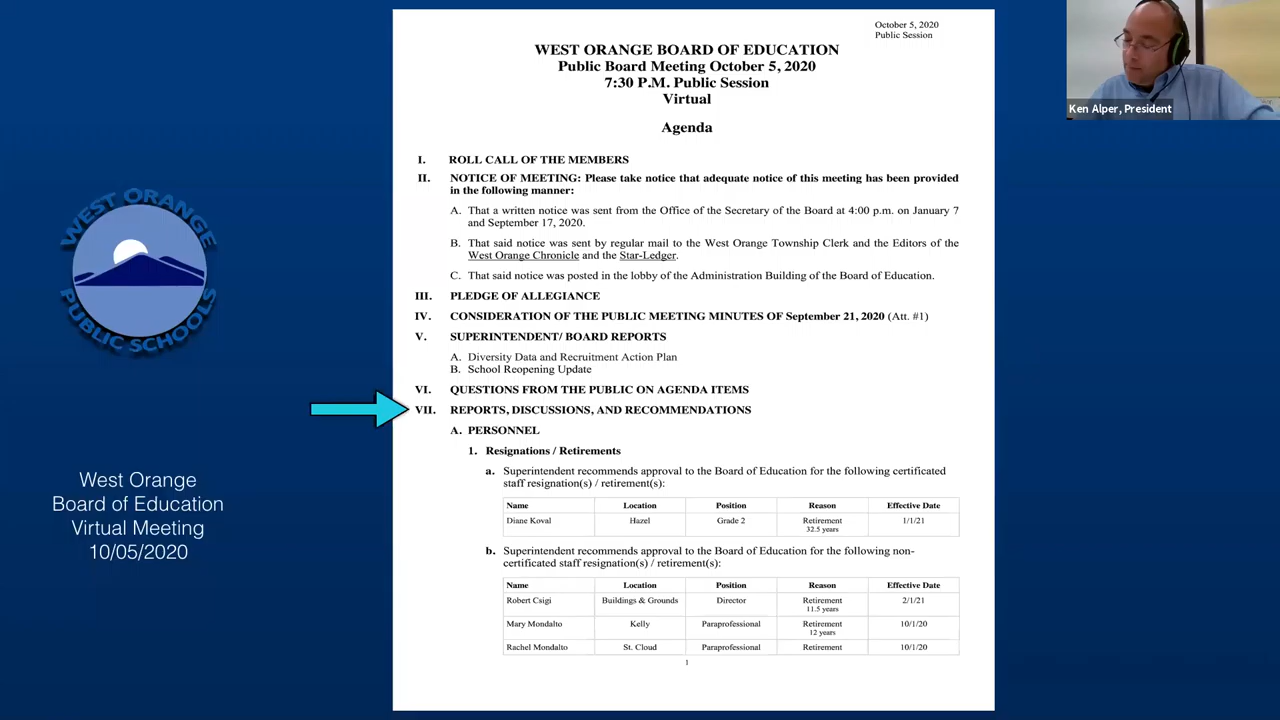 October 5, 2020
Public Session
WEST ORANGE BOARD OF EDUCATION
Public Board Meeting October 5, 2020
7:30 P.M. Public Session
Virtual
Agenda
I. ROLL CALL OF THE MEMBERS
II. NOTICE OF MEETING: Please take notice that adequate notice of this meeting has been provided
in the following manner:
A. That a written notice was sent from the Office of the Secretary of the Board at 4:00 p.m. on January 7
and September 17, 2020.
B. That said notice was sent by regular mail to the West Orange Township Clerk and the Editors of the
West Orange Chronicle and the Star-Ledger.
C. That said notice was posted in the lobby of the Administration Building of the Board of Education.
III. PLEDGE OF ALLEGIANCE
IV. CONSIDERATION OF THE PUBLIC MEETING MINUTES OF September 21, 2020 (Att. #1)
V. SUPERINTENDENT/ BOARD REPORTS
A. Diversity Data and Recruitment Action Plan
B. School Reopening Update
VI. QUESTIONS FROM THE PUBLIC ON AGENDA ITEMS
VII. REPORTS, DISCUSSIONS, AND RECOMMENDATIONS
A. PERSONNEL
1. Resignations / Retirements
a. Superintendent recommends approval to the Board of Education for the following certificated
staff resignation(s) / retirement(s):
Name Location Position Reason Effective Date
Diane Koval Hazel Grade 2 Retirement 1/1/21
32.5 years
b. Superintendent recommends approval to the Board of Education for the following non-
certificated staff resignation(s) / retirement(s):
Name Location Position Reason Effective Date
Robert Csigi Buildings & Grounds Director Retirement 2/1/21
11.5 years
Mary Mondalto Kelly Paraprofessional Retirement 10/1/20
12 years
Rachel Mondalto St. Cloud Paraprofessional Retirement 10/1/20
1
WEST ORANGE
PUBLIC SCHOOLS
West Orange
Board of Education
Virtual Meeting
10/05/2020
Ken Alper, President